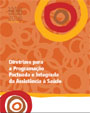 Diretrizes para
a Programação
Pactuada e Integrada
da Assistência à Saúde